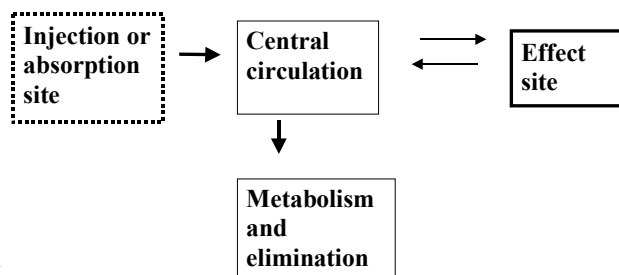 Injection or
absorption
site
Central
circulation
Effect
site
Metabolism
and
elimination